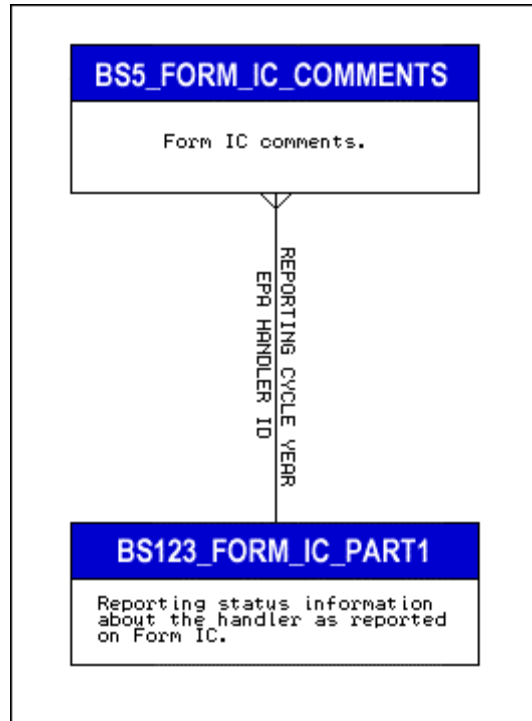 BS5_FORM_IC_COMMENTS
Form IC comments.
REPORTING CYCLE YEAR
EPA HANDLER ID
BS123_FORM_IC_PART1
Reporting status information
about the handler as reported
on Form IC.